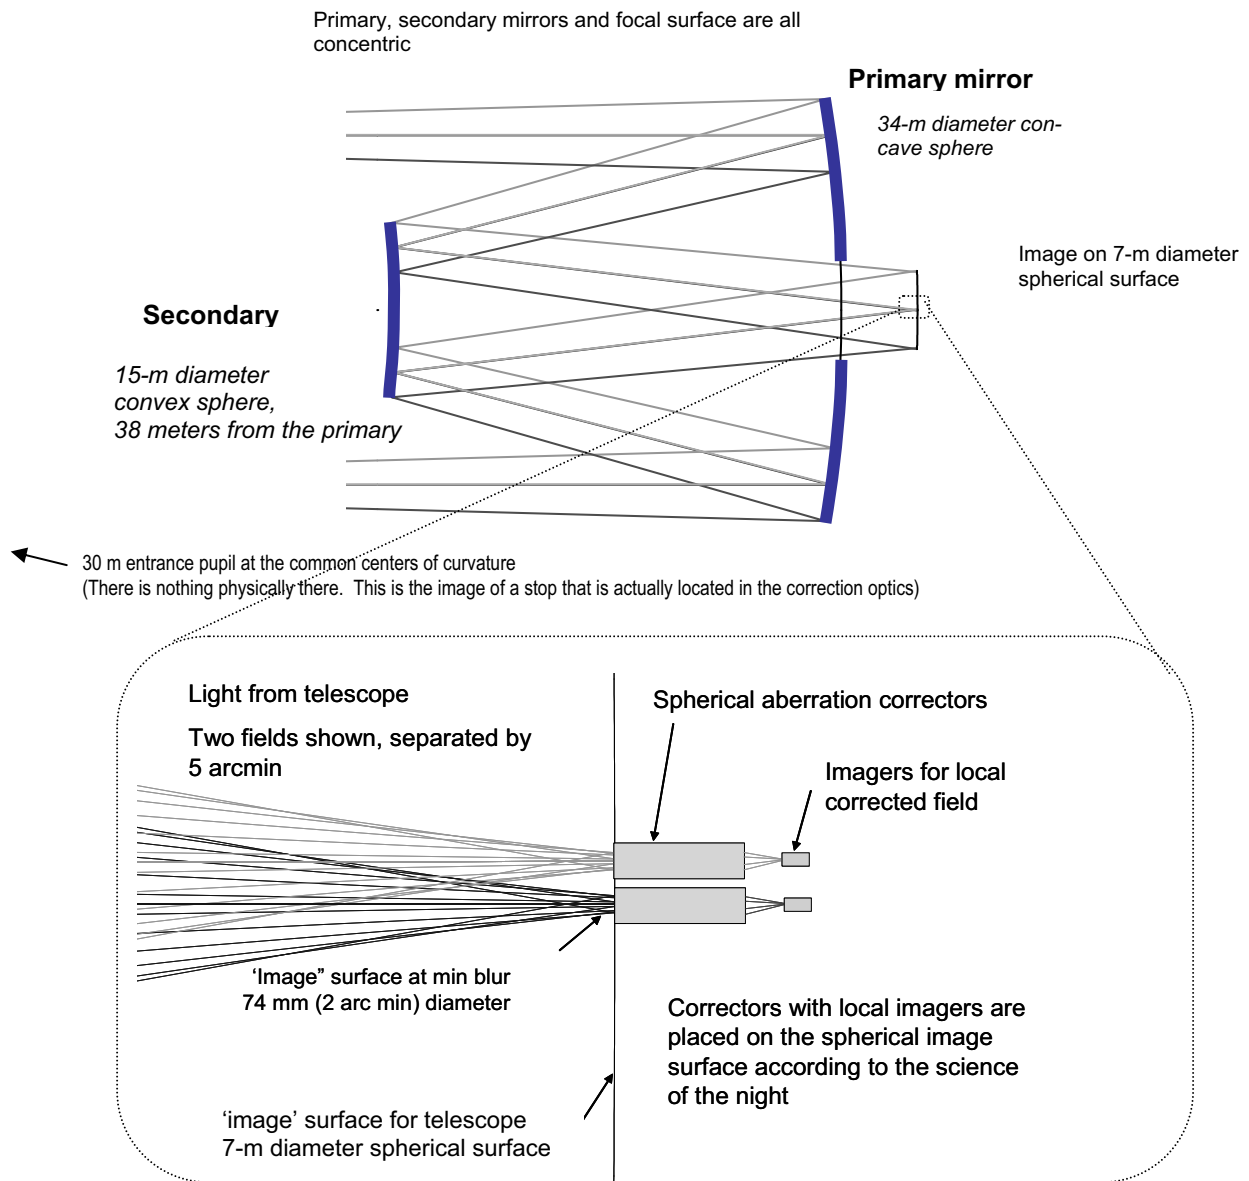 Primary, secondary mirrors and focal surface are all
concentric
Primary mirror
34-m diameter con-
cave sphere
Image on 7-m diameter
spherical surface
Secondary
15-m diameter
convex sphere,
38 meters from the primary
30 m entrance pupil at the common centers of curvature
(There is nothing physically there. This is the image of a stop that is actually located in the correction optics)
Light from telescope
Two fields shown, separated by
5 arcmin
Spherical aberration correctors
Imagers for local
corrected field
‘Image” surface at min blur
74 mm (2 arc min) diameter
Correctors with local imagers are
placed on the spherical image
surface according to the science
of the night
‘image’ surface for telescope
7-m diameter spherical surface